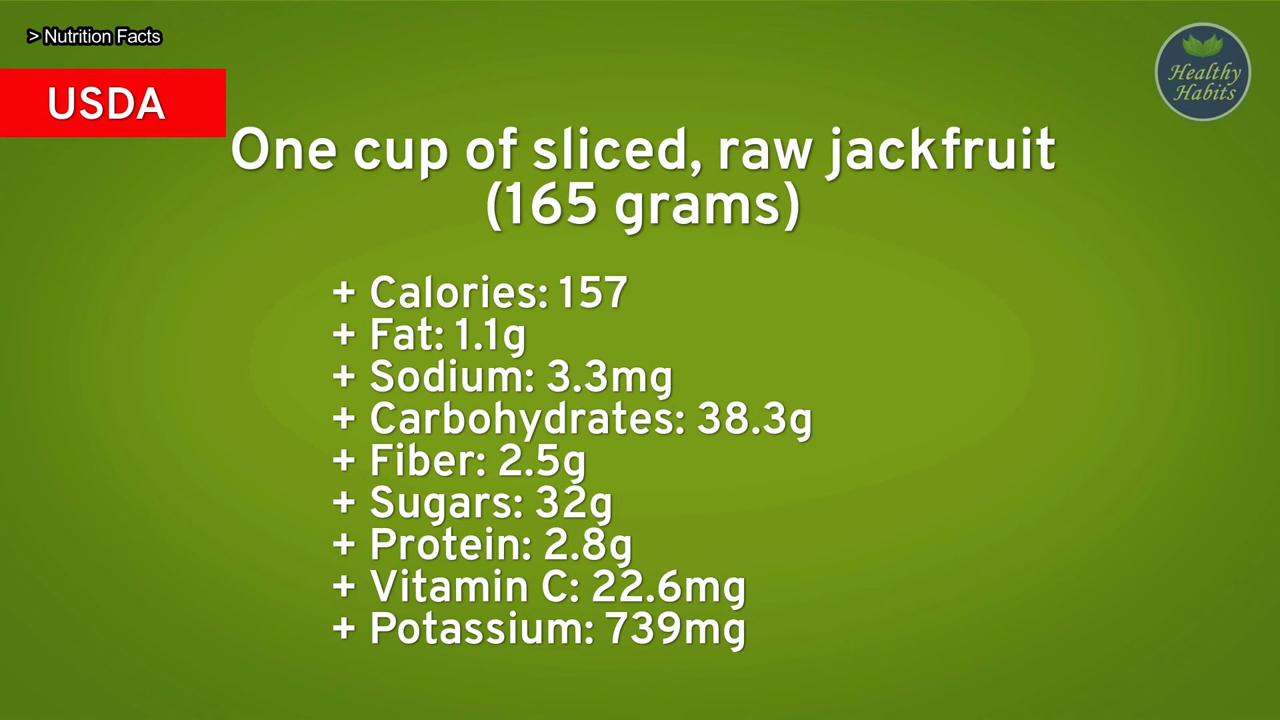 > Nutrition Facts
Healthy
Habits
USDA
One cup of sliced, raw jackfruit
(165 grams)
+ Calories: 157
+ Fat: 1.1g
+ Sodium: 3.3mg
+ Carbohydrates: 38.3g
+ Fiber: 2.5g
+ Sugars: 32g
+ Protein: 2.8g
+ Vitamin C: 22.6mg
+ Potassium: 739mg